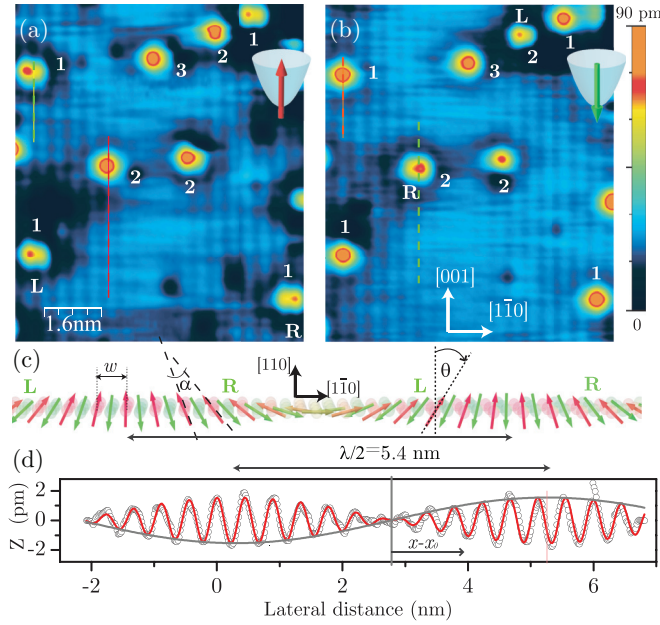 (a)
1
3
2
1
2
2
1
L
1
R
1.6nm
(b)
L
1
2
3
1
R
2
2
1
1
[001]
[11̅0]
90 pm
0
(c)
L
w
α
R
[110]
[11̅0]
L
θ
R
λ/2=5.4 nm
(d)
Z (pm)
2
0
-2
x-x₀
-2
0
2
4
6
Lateral distance (nm)